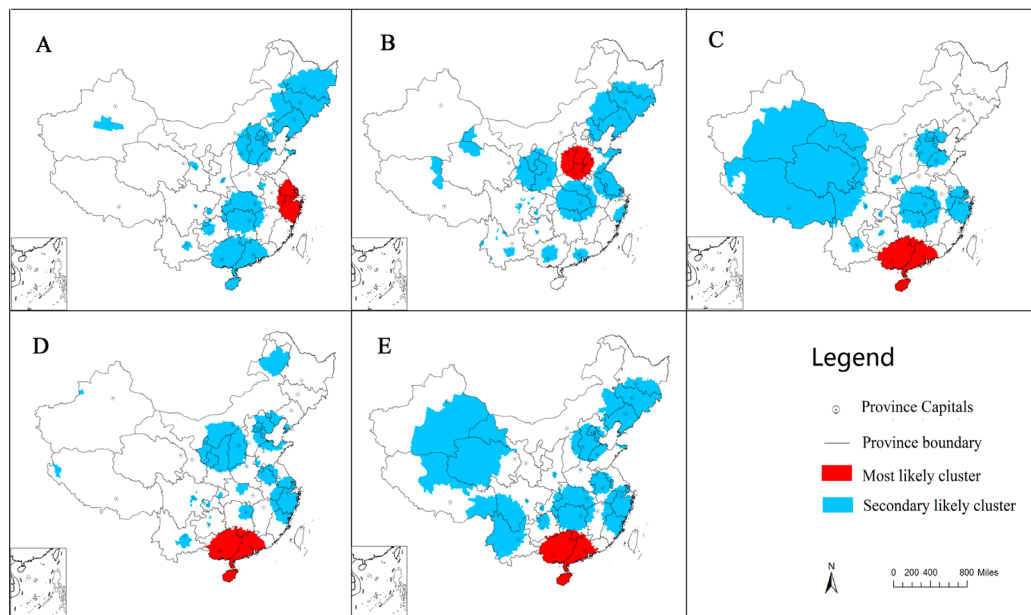 A
B
C
D
E
Legend
Province Capitals
Province boundary
Most likely cluster
Secondary likely cluster
N
0 200 400 800 Miles